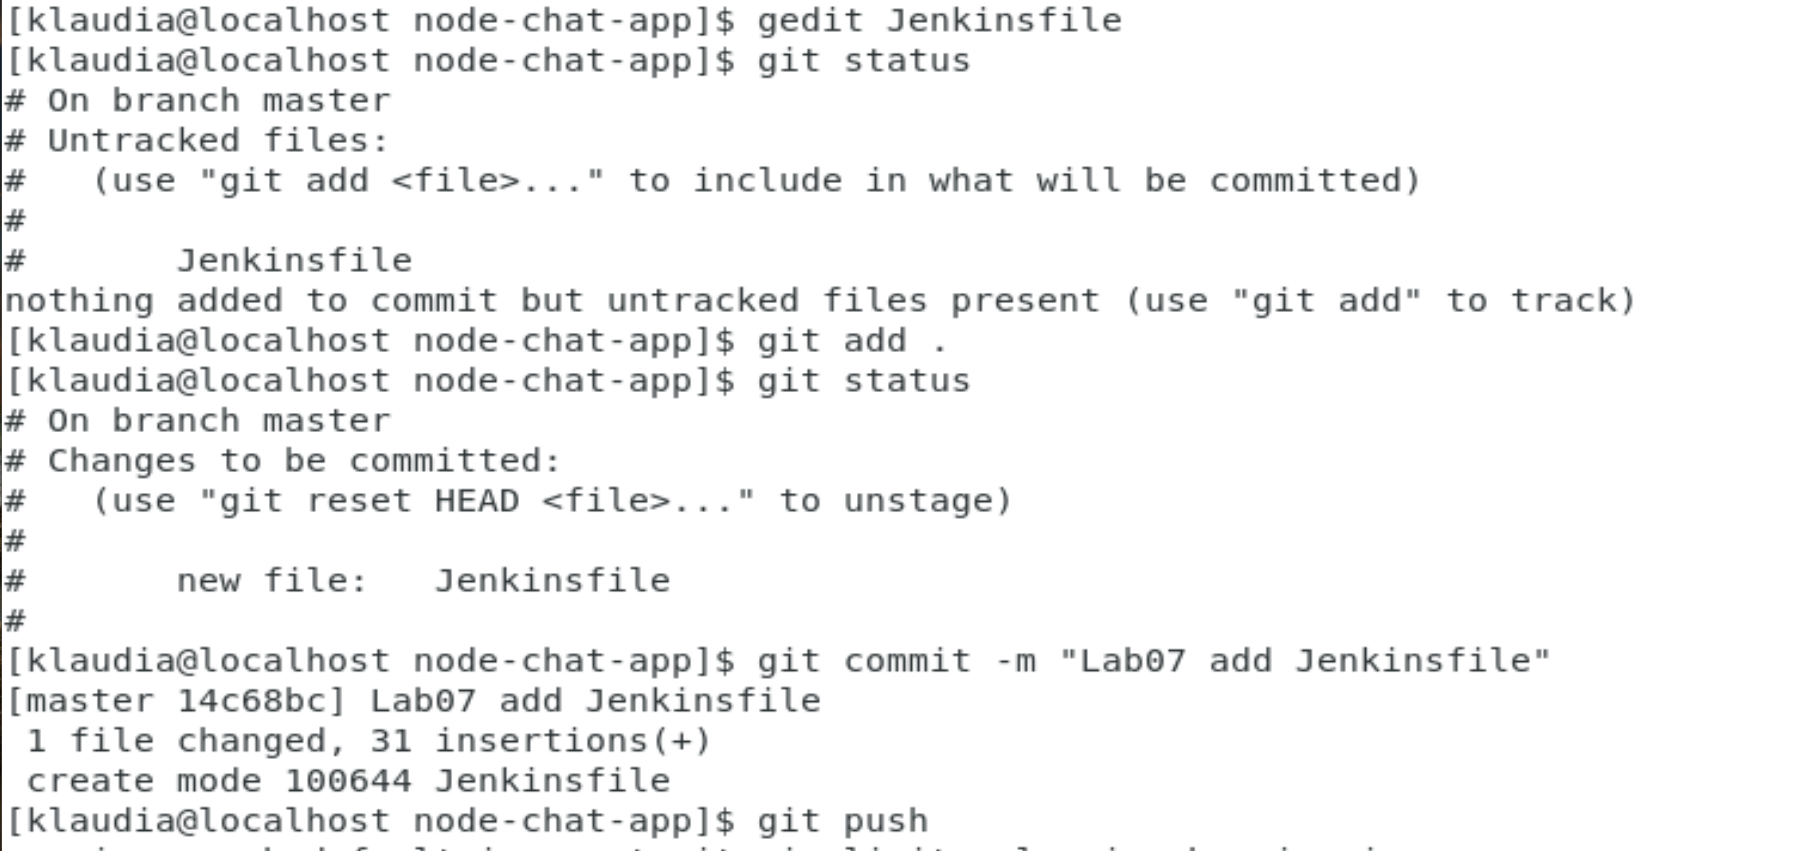 [klaudia@localhost node-chat-app]$ gedit Jenkinsfile
[klaudia@localhost node-chat-app]$ git status
# On branch master
# Untracked files:
#   (use "git add <file>..." to include in what will be committed)
#
#       Jenkinsfile
nothing added to commit but untracked files present (use "git add" to track)
[klaudia@localhost node-chat-app]$ git add .
[klaudia@localhost node-chat-app]$ git status
# On branch master
# Changes to be committed:
#   (use "git reset HEAD <file>..." to unstage)
#
#       new file:   Jenkinsfile
#
[klaudia@localhost node-chat-app]$ git commit -m "Lab07 add Jenkinsfile"
[master 14c68bc] Lab07 add Jenkinsfile
 1 file changed, 31 insertions(+)
 create mode 100644 Jenkinsfile
[klaudia@localhost node-chat-app]$ git push